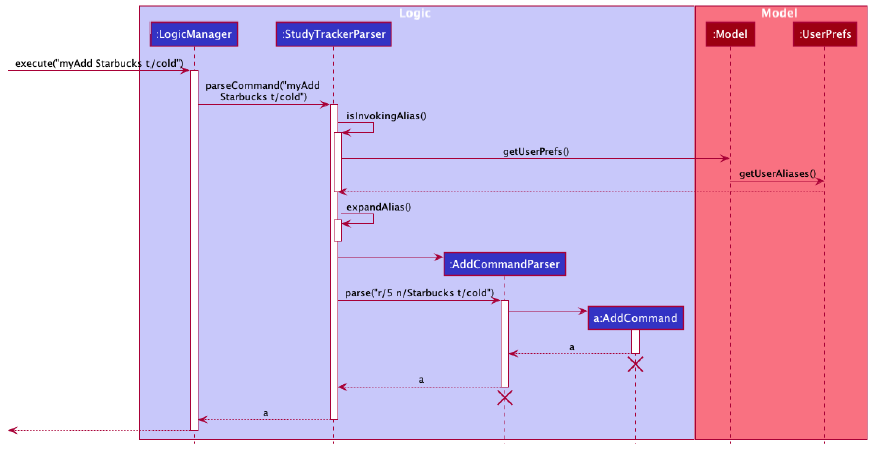 Logic
Model
:LogicManager
:StudyTrackerParser
:Model
:UserPrefs
execute("myAdd Starbucks t/cold")
parseCommand("myAdd
Starbucks t/cold")
isInvokingAlias()
getUserPrefs()
getUserAliases()
expandAlias()
:AddCommandParser
parse("r/5 n/Starbucks t/cold")
a:AddCommand
a
a
a